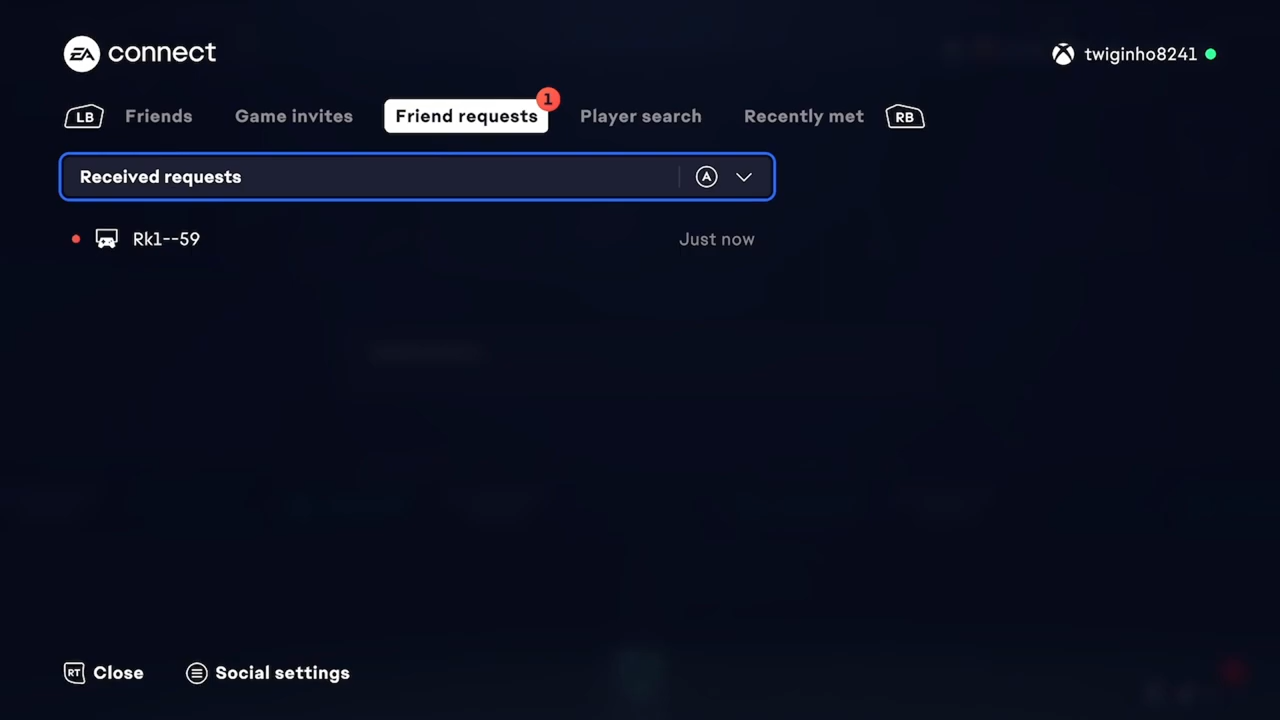 EA connect
twiginho8241
LB Friends Game invites Friend requests 1 Player search Recently met RB
Received requests A
Rk1--59 Just now
RT Close Social settings